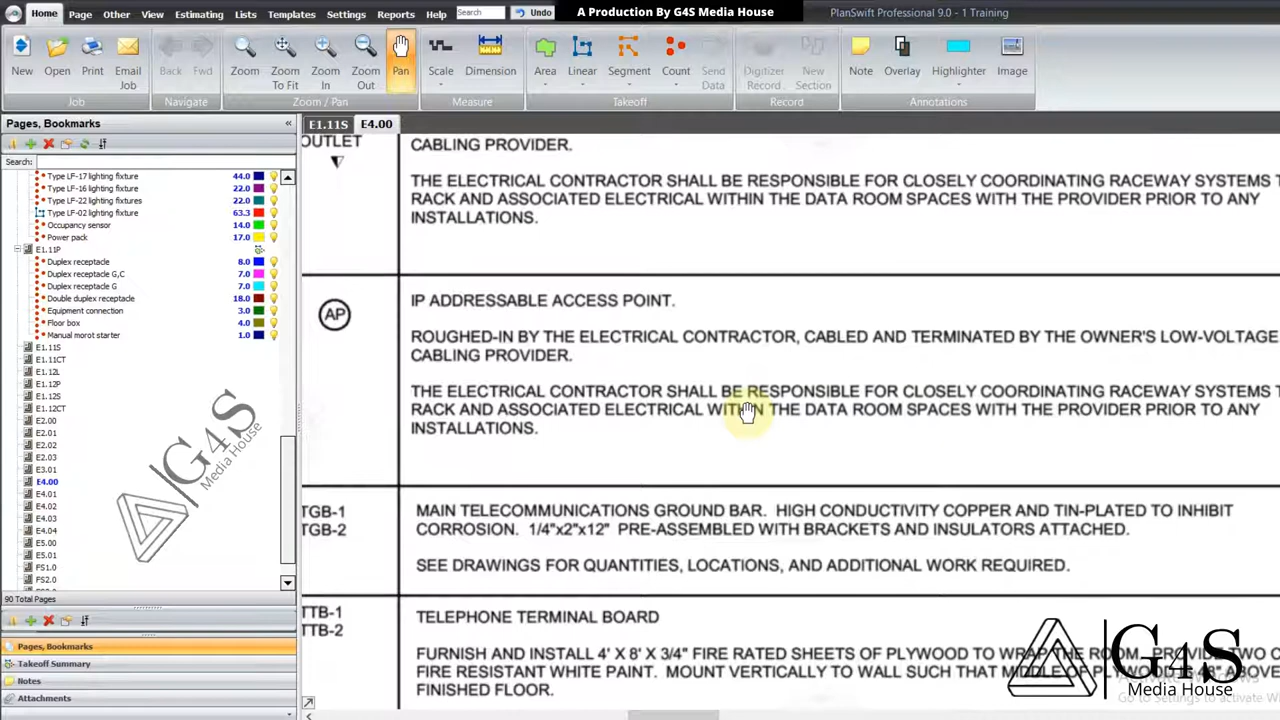 Home Page Other View Estimating Lists Templates Settings Reports Help Search Undo
A Production By G4S Media House
PlanSwift Professional 9.0 - 1 Training
New Open Print Email Job Back Fwd Zoom Zoom To Fit Zoom In Zoom Out Pan Scale Dimension Area Linear Segment Count Send Data Digitizer Record New Section Note Overlay Highlighter Image
Job Navigate Zoom / Pan Measure Takeoff Record Annotations
Pages, Bookmarks
Search:
Type LF-17 lighting fixture 44.0
Type LF-16 lighting fixture 22.0
Type LF-22 lighting fixtures 22.0
Type LF-02 lighting fixture 63.3
Occupancy sensor 14.0
Power pack 17.0
E1.11P
Duplex receptacle 8.0
Duplex receptacle G,C 7.0
Duplex receptacle G 7.0
Double duplex receptacle 18.0
Equipment connection 3.0
Floor box 4.0
Manual morot starter 1.0
E1.11S
E1.11CT
E1.12L
E1.12P
E1.12S
E1.12CT
E2.00
E2.01
E2.02
E2.03
E3.01
E4.00
E4.01
E4.02
E4.03
E4.04
E5.00
E5.01
FS1.0
FS2.0
90 Total Pages
Pages, Bookmarks
Takeoff Summary
Notes
Attachments
G4S
Media House
E1.11S E4.00
OUTLET
CABLING PROVIDER.
THE ELECTRICAL CONTRACTOR SHALL BE RESPONSIBLE FOR CLOSELY COORDINATING RACEWAY SYSTEMS T
RACK AND ASSOCIATED ELECTRICAL WITHIN THE DATA ROOM SPACES WITH THE PROVIDER PRIOR TO ANY
INSTALLATIONS.
AP
IP ADDRESSABLE ACCESS POINT.
ROUGHED-IN BY THE ELECTRICAL CONTRACTOR, CABLED AND TERMINATED BY THE OWNER'S LOW-VOLTAGE
CABLING PROVIDER.
THE ELECTRICAL CONTRACTOR SHALL BE RESPONSIBLE FOR CLOSELY COORDINATING RACEWAY SYSTEMS T
RACK AND ASSOCIATED ELECTRICAL WITHIN THE DATA ROOM SPACES WITH THE PROVIDER PRIOR TO ANY
INSTALLATIONS.
TGB-1
TGB-2
MAIN TELECOMMUNICATIONS GROUND BAR. HIGH CONDUCTIVITY COPPER AND TIN-PLATED TO INHIBIT
CORROSION. 1/4"x2"x12" PRE-ASSEMBLED WITH BRACKETS AND INSULATORS ATTACHED.
SEE DRAWINGS FOR QUANTITIES, LOCATIONS, AND ADDITIONAL WORK REQUIRED.
TTB-1
TTB-2
TELEPHONE TERMINAL BOARD
FURNISH AND INSTALL 4' X 8' X 3/4" FIRE RATED SHEETS OF PLYWOOD TO WRAP THE ROOM.
FIRE RESISTANT WHITE PAINT. MOUNT VERTICALLY TO WALL SUCH THAT MIDDLE OF
FINISHED FLOOR.
G4S
Media House
Go to Settings to activate